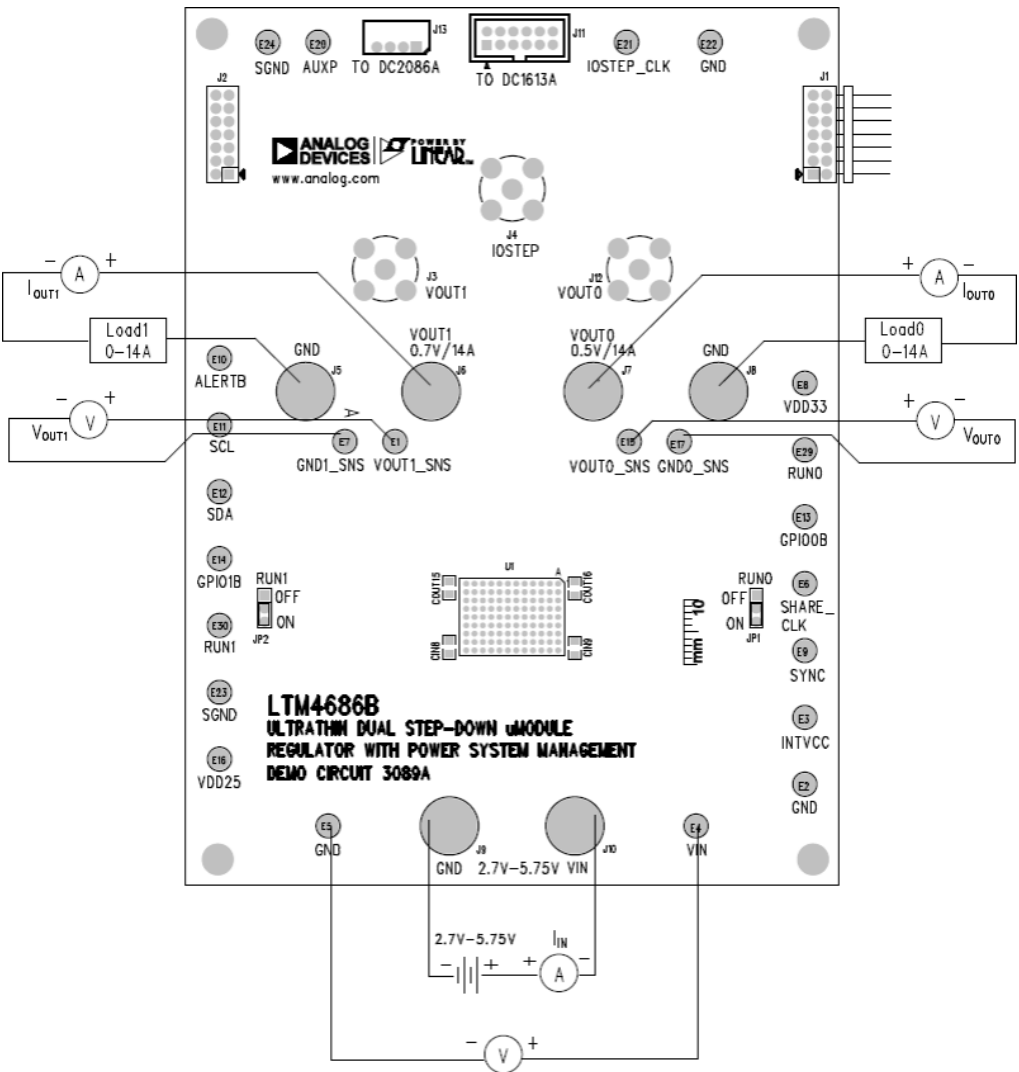 E24
SGND
E20
AUXP
J13
TO DC2086A
J11
TO DC1613A
E21
IOSTEP_CLK
E22
GND
J2
J1
ANALOG
DEVICES
POWER BY
LINEAR™
www.analog.com
J4
IOSTEP
J3
VOUT1
J12
VOUT0
- A +
IOUT1
+ A -
IOUT0
Load1
0-14A
Load0
0-14A
GND
J5
VOUT1
0.7V/14A
J6
VOUT0
0.5V/14A
J7
GND
J8
E10
ALERTB
E8
VDD33
- V +
VOUT1
+ V -
VOUT0
A
E11
SCL
E7
GND1_SNS
E1
VOUT1_SNS
E15
VOUT0_SNS
E17
GND0_SNS
E29
RUN0
E12
SDA
E13
GPIO0B
E14
GPIO1B
RUN1
OFF
ON
JP2
COUT15
U1
A
COUT16
CIN8
CIN9
10
mm
RUN0
OFF
ON
JP1
E6
SHARE_
CLK
E30
RUN1
E9
SYNC
E23
SGND
E3
INTVCC
LTM4686B
ULTRATHIN DUAL STEP-DOWN uMODULE
REGULATOR WITH POWER SYSTEM MANAGEMENT
DEMO CIRCUIT 3089A
E16
VDD25
E2
GND
E5
GND
J9
GND
2.7V-5.75V VIN
J10
E4
VIN
2.7V-5.75V
IIN
- + + A -
- V +